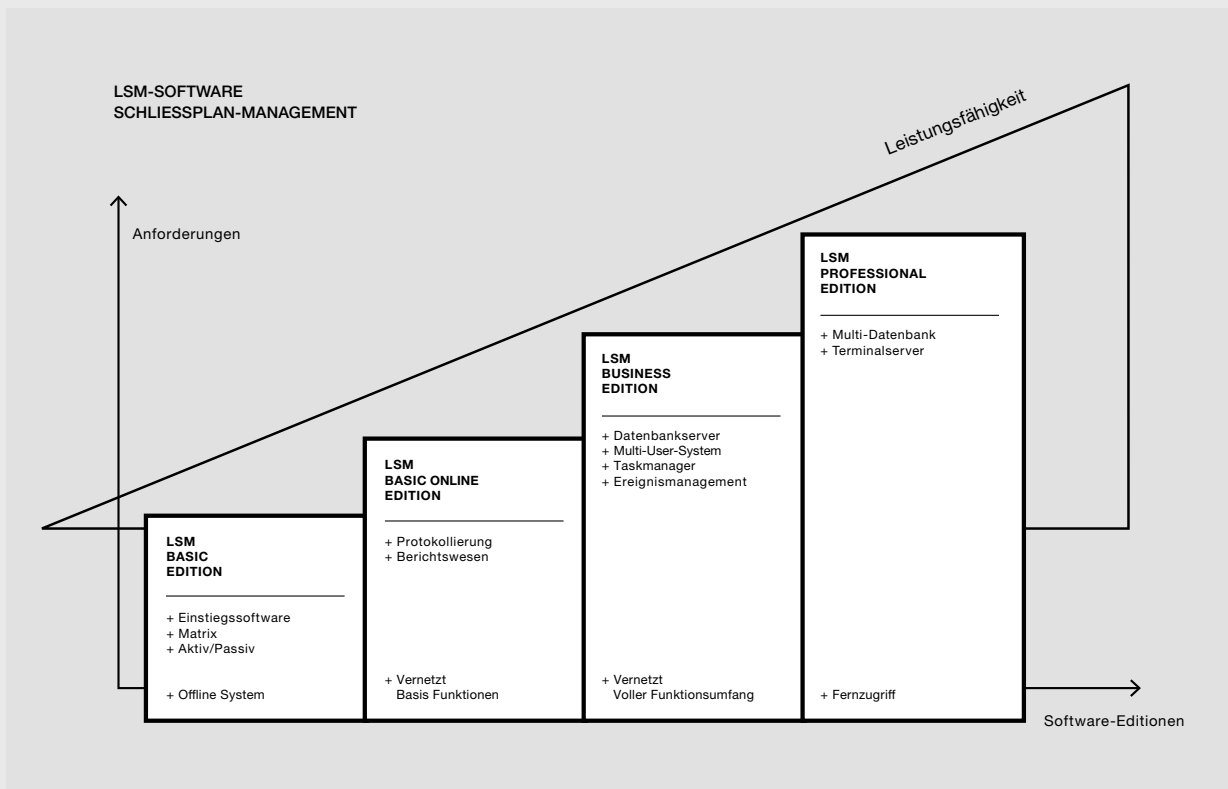 LSM-SOFTWARE
SCHLIESSPLAN-MANAGEMENT
Leistungsfähigkeit
Anforderungen
LSM
BASIC
EDITION
+ Einstiegssoftware
+ Matrix
+ Aktiv/Passiv
+ Offline System
LSM
BASIC ONLINE
EDITION
+ Protokollierung
+ Berichtswesen
+ Vernetzt
Basis Funktionen
LSM
BUSINESS
EDITION
+ Datenbankserver
+ Multi-User-System
+ Taskmanager
+ Ereignismanagement
+ Vernetzt
Voller Funktionsumfang
LSM
PROFESSIONAL
EDITION
+ Multi-Datenbank
+ Terminalserver
+ Fernzugriff
Software-Editionen